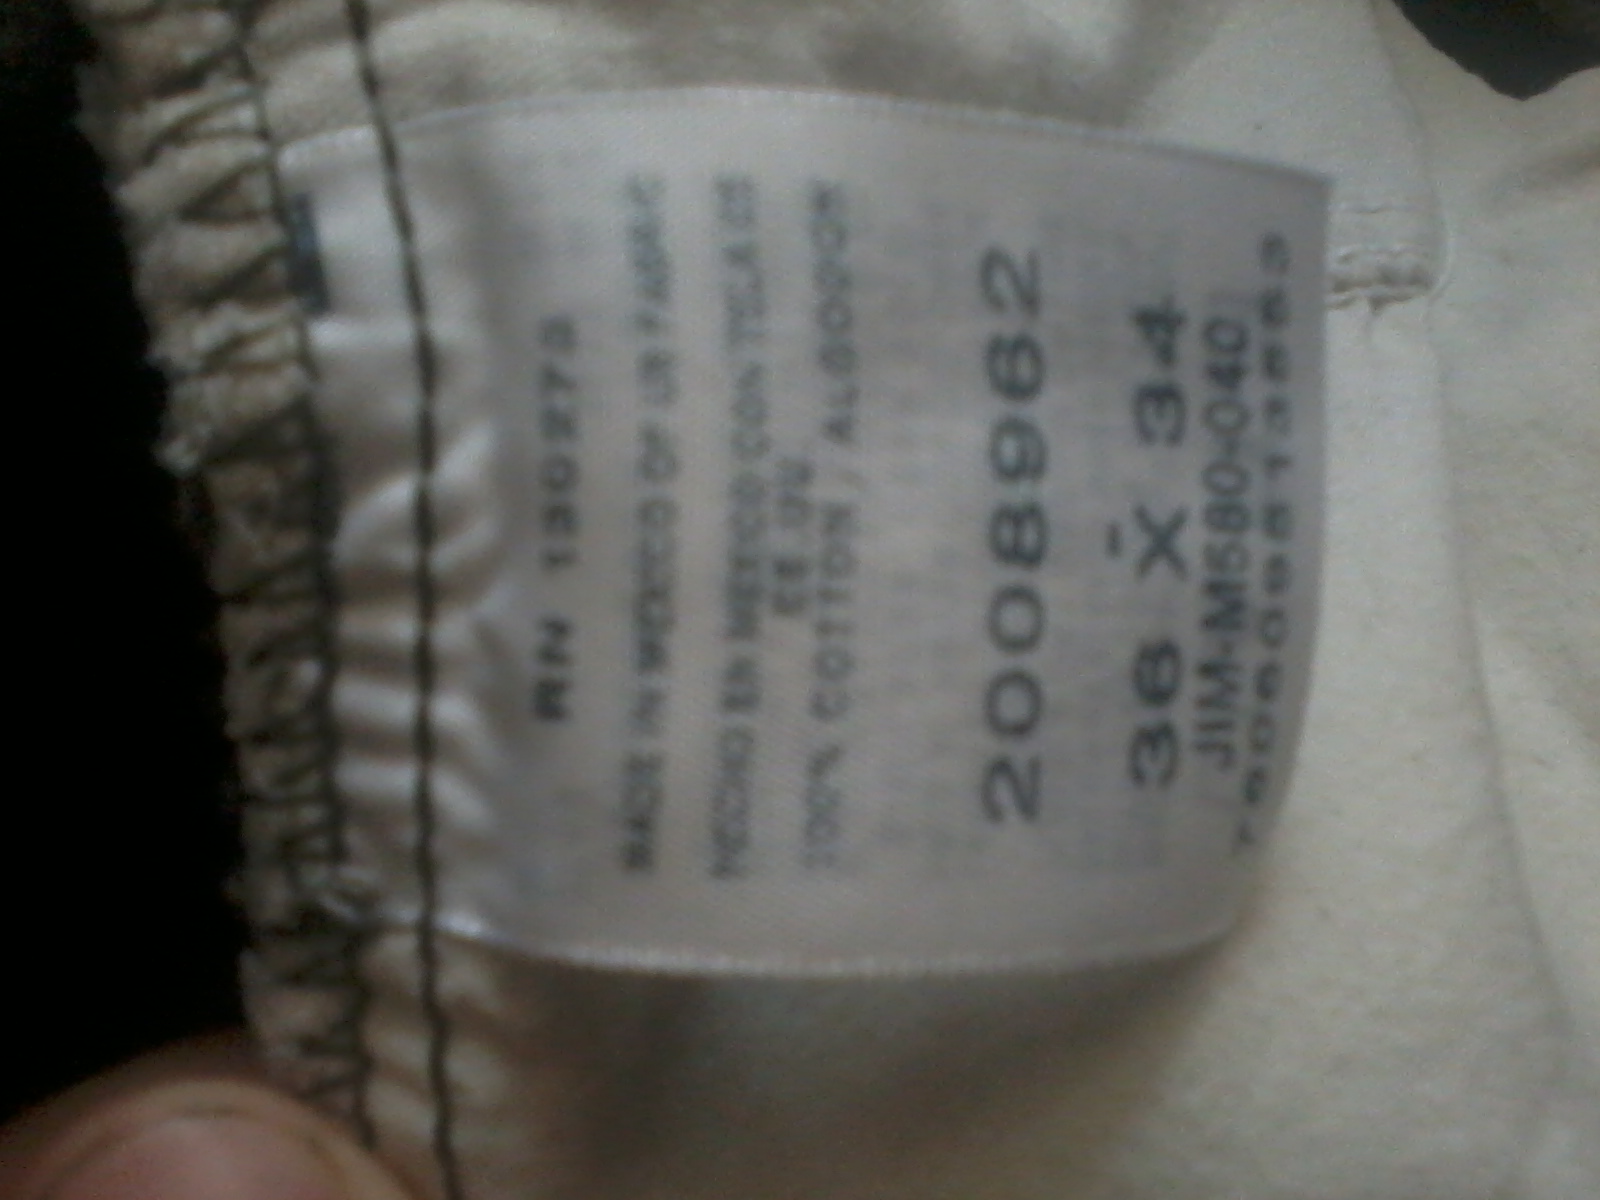 RN 130273
MADE IN MEXICO OF US FABRIC
HECHO EN MEXICO CON TELA DE
EE.UU.
100% COTTON / ALGODON
2008962
-
36 X 34
JIM-M580-040